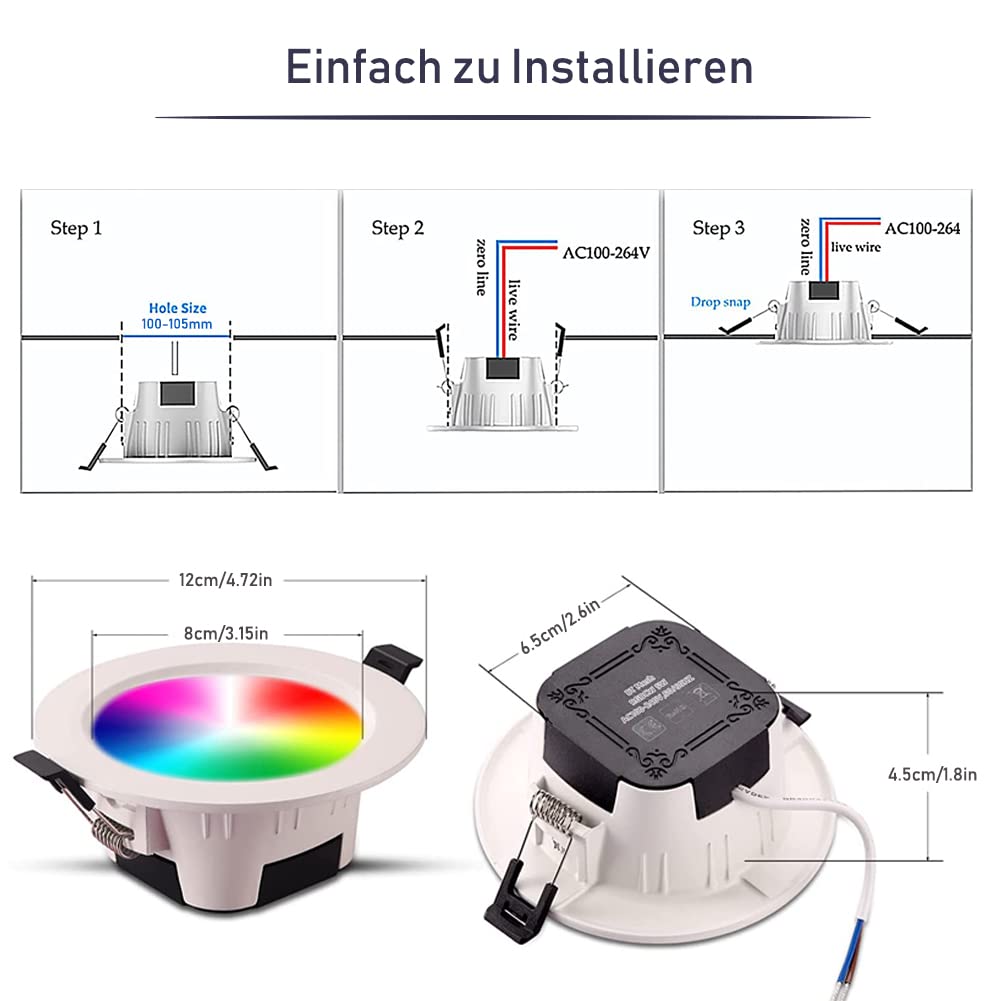 Einfach zu Installieren
Step 1
Hole Size
100-105mm
Step 2
zero line
live wire
AC100-264V
Step 3
zero line
live wire
AC100-264
Drop snap
12cm/4.72in
8cm/3.15in
6.5cm/2.6in
4.5cm/1.8in